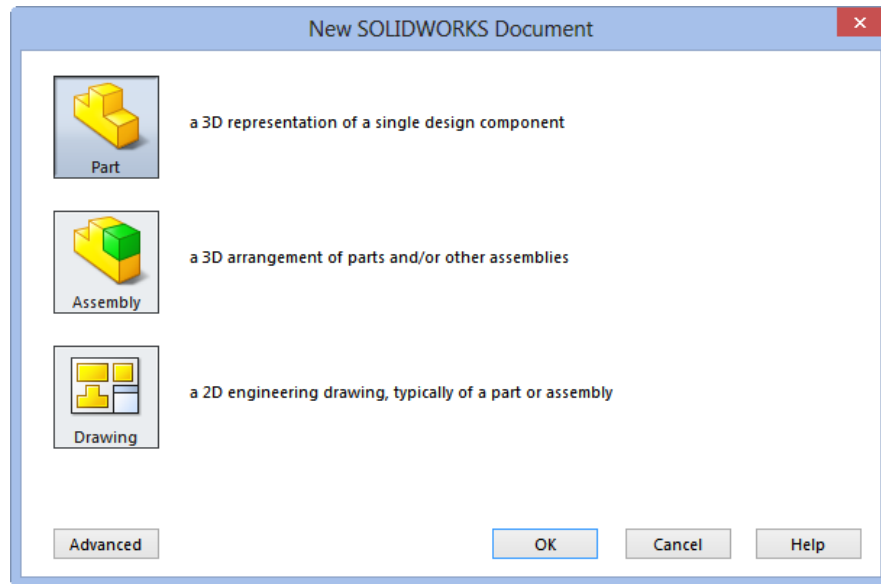 New SOLIDWORKS Document
Part
a 3D representation of a single design component
Assembly
a 3D arrangement of parts and/or other assemblies
Drawing
a 2D engineering drawing, typically of a part or assembly
Advanced
OK
Cancel
Help